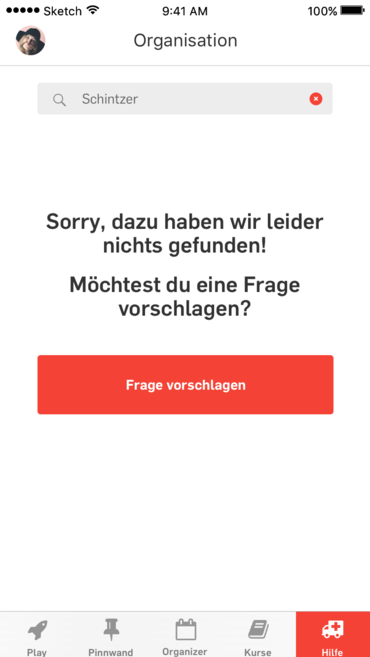 Sketch 9:41 AM 100%
Organisation
Schintzer
Sorry, dazu haben wir leider
nichts gefunden!
Möchtest du eine Frage
vorschlagen?
Frage vorschlagen
Play Pinnwand Organizer Kurse Hilfe